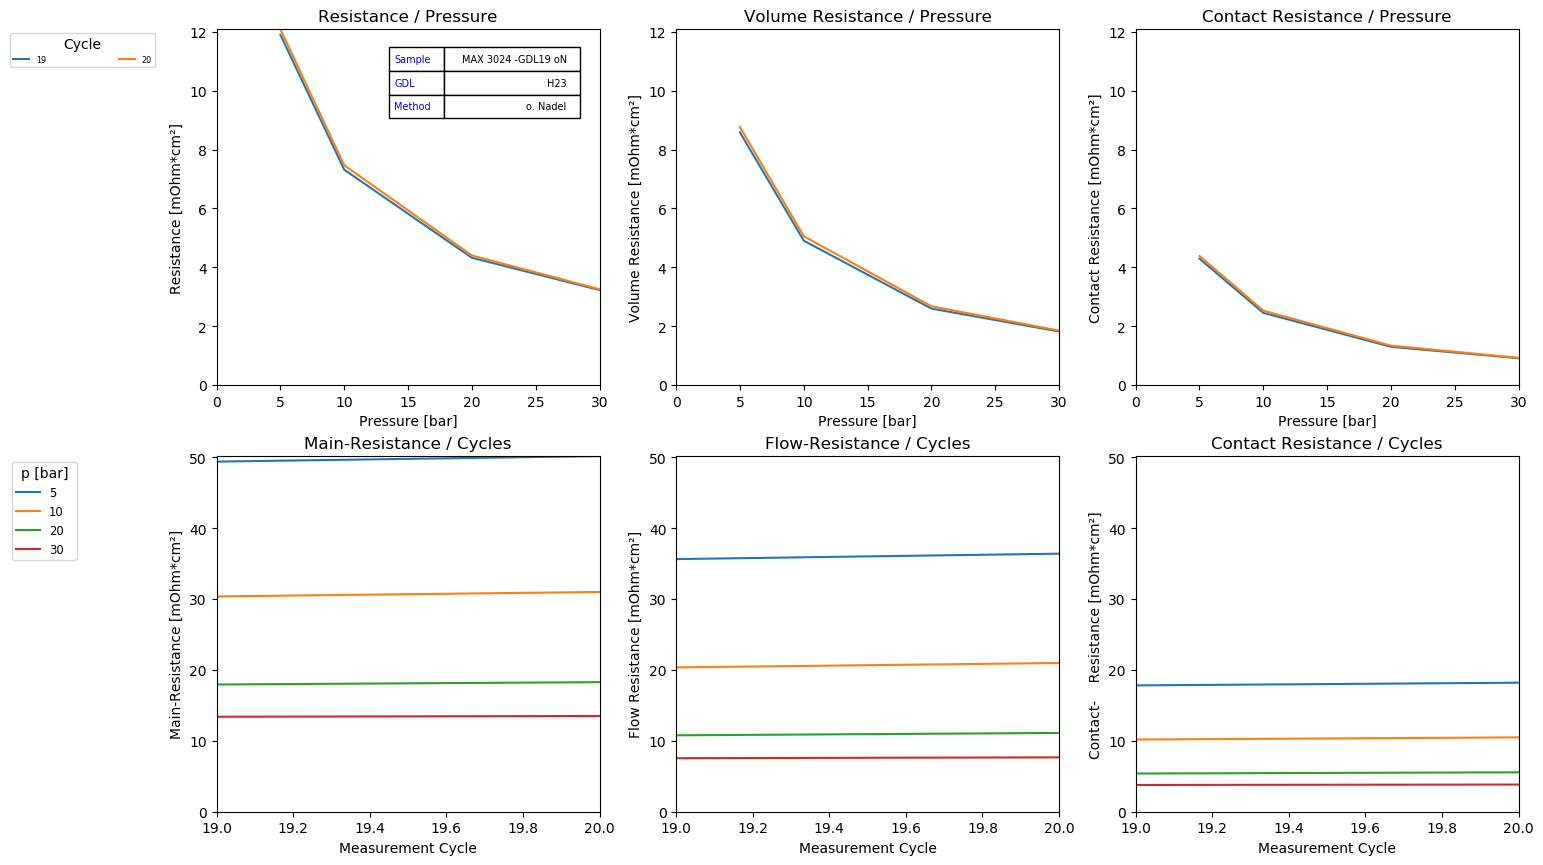 Resistance / Pressure
Volume Resistance / Pressure
Contact Resistance / Pressure
Cycle
19 20
Sample MAX 3024 -GDL19 oN
GDL H23
Method o. Nadel
Resistance [mOhm*cm²]
12
10
8
6
4
2
0
0 5 10 15 20 25 30
Pressure [bar]
Volume Resistance [mOhm*cm²]
12
10
8
6
4
2
0
0 5 10 15 20 25 30
Pressure [bar]
Contact Resistance [mOhm*cm²]
12
10
8
6
4
2
0
0 5 10 15 20 25 30
Pressure [bar]
p [bar]
5
10
20
30
Main-Resistance / Cycles
Main-Resistance [mOhm*cm²]
50
40
30
20
10
0
19.0 19.2 19.4 19.6 19.8 20.0
Measurement Cycle
Flow-Resistance / Cycles
Flow Resistance [mOhm*cm²]
50
40
30
20
10
0
19.0 19.2 19.4 19.6 19.8 20.0
Measurement Cycle
Contact Resistance / Cycles
Contact- Resistance [mOhm*cm²]
50
40
30
20
10
0
19.0 19.2 19.4 19.6 19.8 20.0
Measurement Cycle